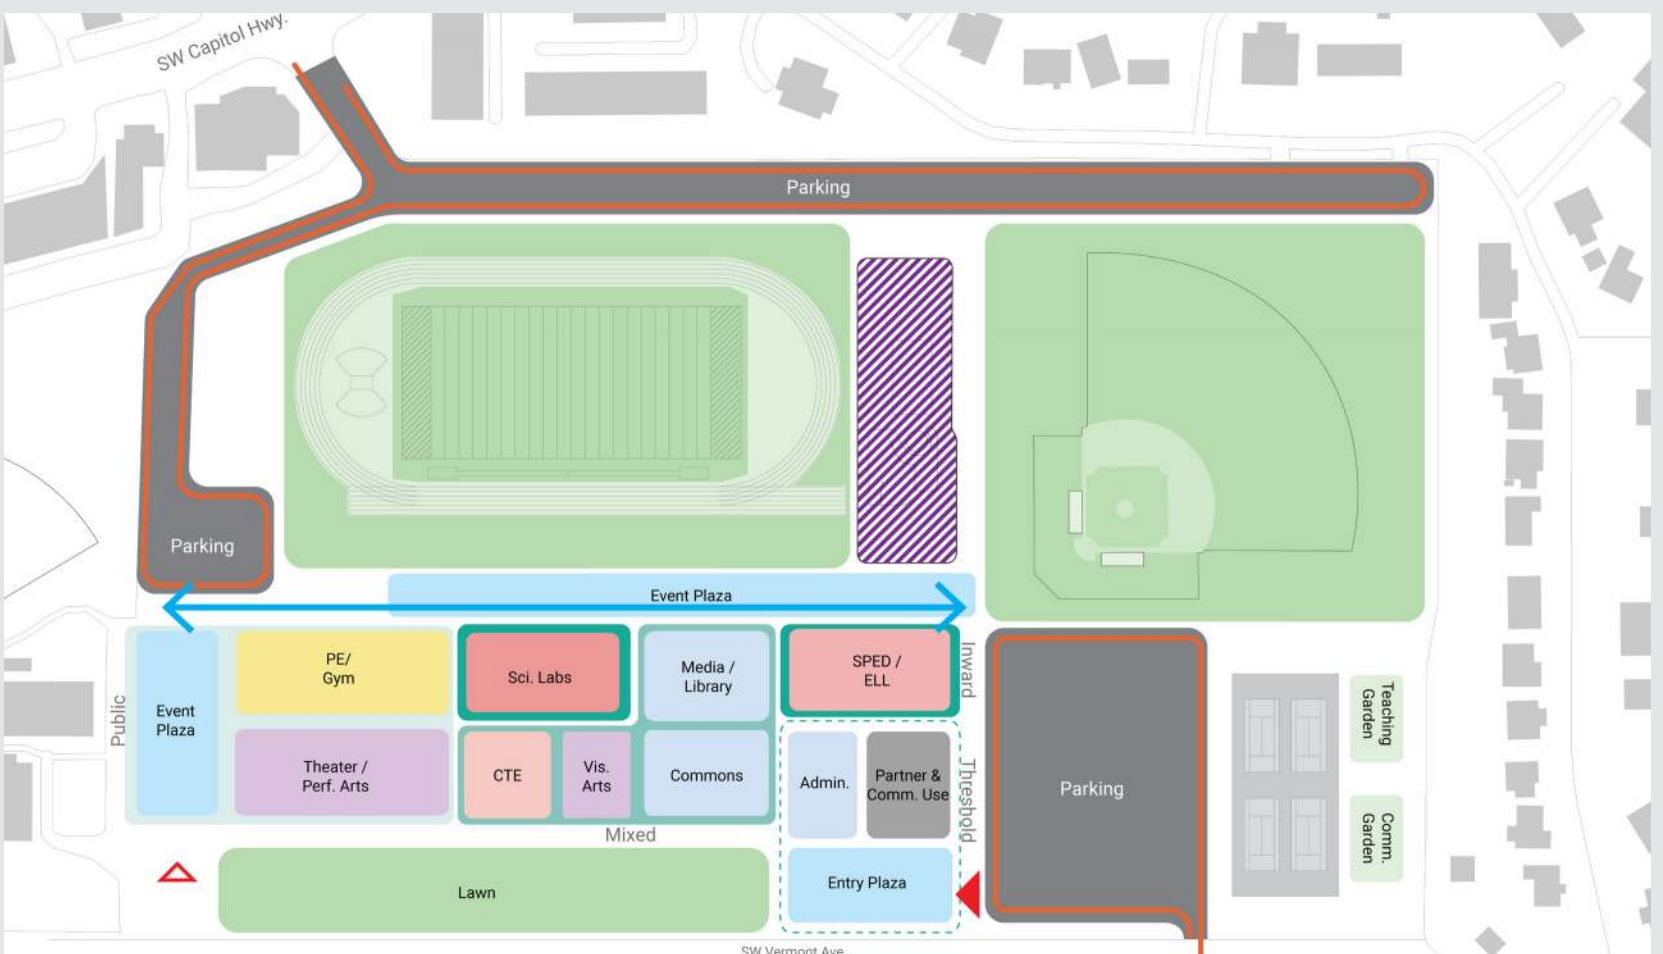 SW Capitol Hwy.
Parking
Parking
Event Plaza
Public
Event
Plaza
PE/
Gym
Sci. Labs
Media /
Library
SPED /
ELL
Inward
Theater /
Perf. Arts
CTE
Vis.
Arts
Commons
Admin.
Partner &
Comm. Use
Threshold
Parking
Teaching
Garden
Comm.
Garden
Mixed
Lawn
Entry Plaza
SW Vermont Ave